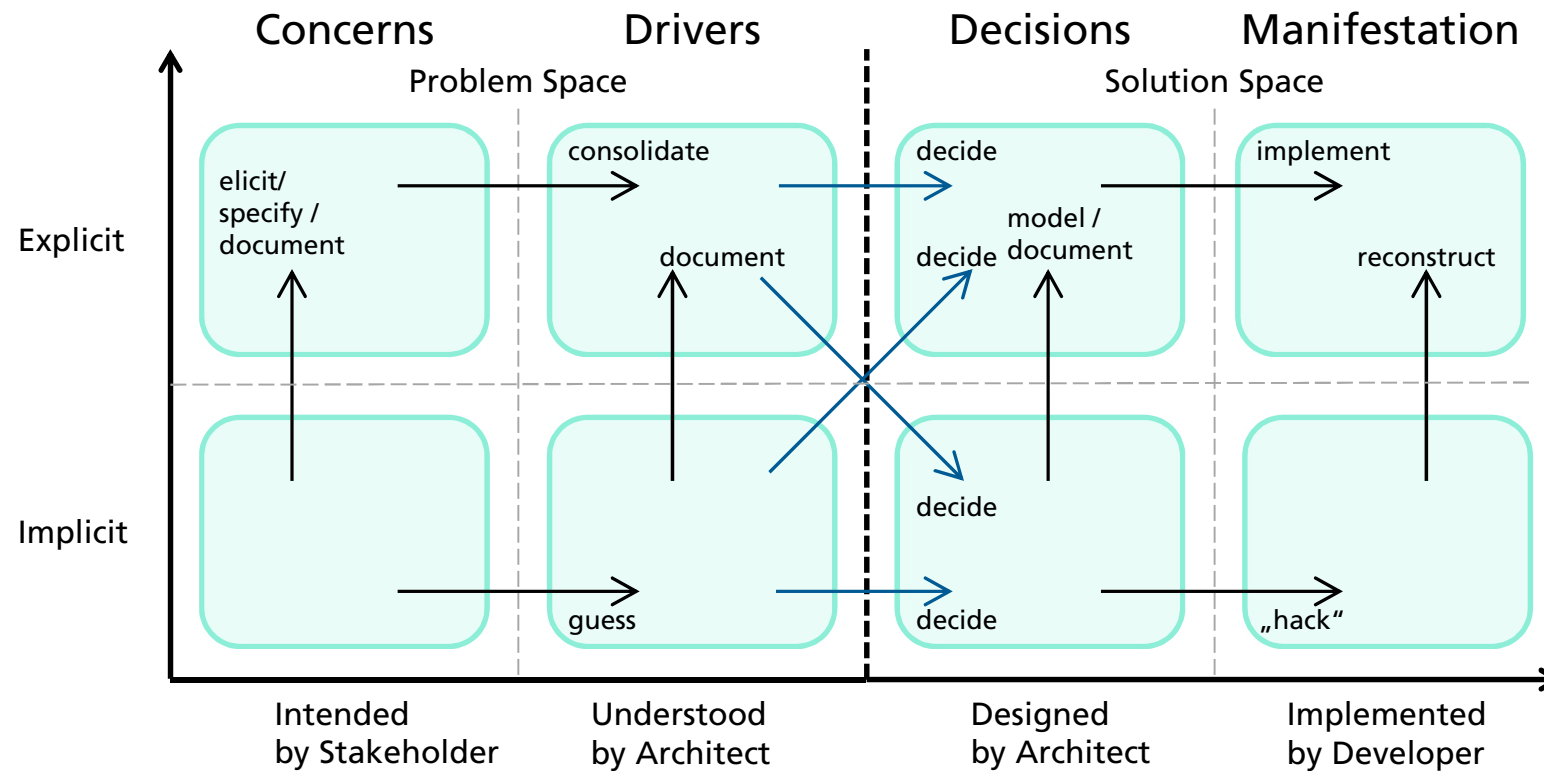 Concerns
Drivers
Decisions
Manifestation
Problem Space
Solution Space
Explicit
elicit/
specify /
document
consolidate
document
decide
decide
model /
document
implement
reconstruct
Implicit
guess
decide
decide
„hack“
Intended
by Stakeholder
Understood
by Architect
Designed
by Architect
Implemented
by Developer